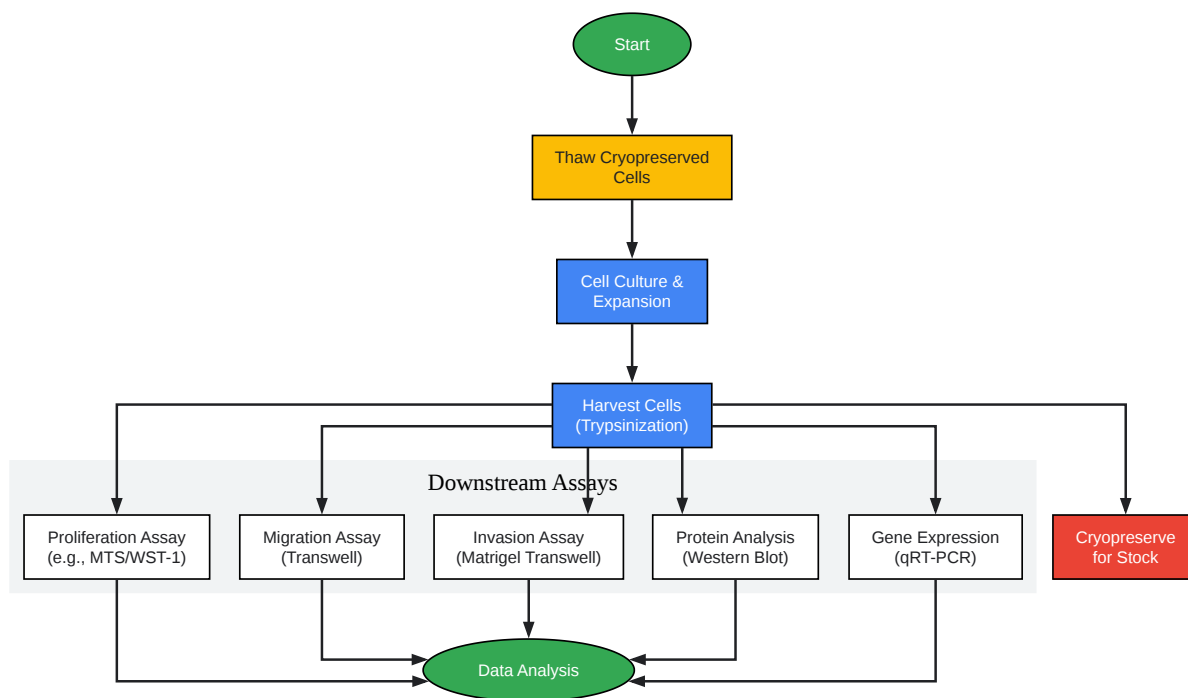 Start
Thaw Cryopreserved
Cells
Cell Culture &
Expansion
Harvest Cells
(Trypsinization)
Downstream Assays
Proliferation Assay
(e.g., MTS/WST-1)
Migration Assay
(Transwell)
Invasion Assay
(Matrigel Transwell)
Protein Analysis
(Western Blot)
Gene Expression
(qRT-PCR)
Cryopreserve
for Stock
Data Analysis